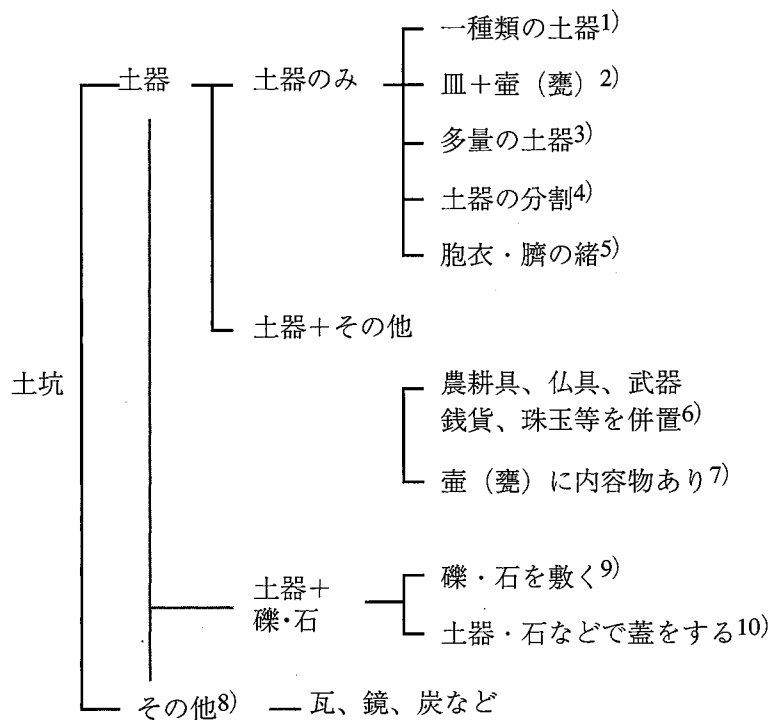 一種類の土器1)
土器
土器のみ
皿+壷（甕）2)
多量の土器3)
土器の分割4)
胞衣・臍の緒5)
土器+その他
土坑
農耕具、仏具、武器
銭貨、珠玉等を併置6)
壷（甕）に内容物あり7)
土器+
礫・石
礫・石を敷く9)
土器・石などで蓋をする10)
その他8)
瓦、鏡、炭など